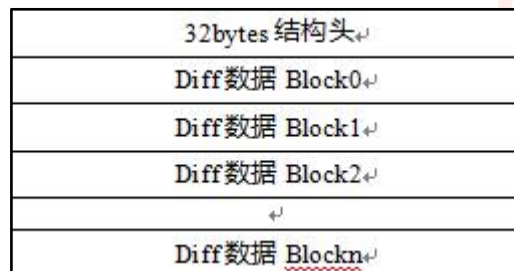 32bytes 结构头
Diff数据 Block0
Diff数据 Block1
Diff数据 Block2
Diff数据 Blockn